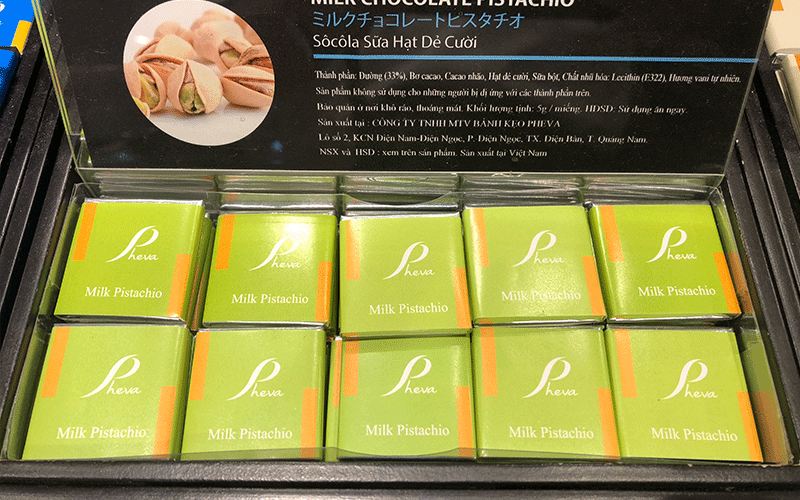 MILK CHOCOLATE PISTACHIO
ミルクチョコレートピスタチオ
Sôcôla Sữa Hạt Dẻ Cười
Thành phần: Đường (33%), Bơ cacao, Cacao nhão, Hạt dẻ cười, Sữa bột, Chất nhũ hóa: Lecithin (E322), Hương vani tự nhiên.
Sản phẩm không sử dụng cho những người bị dị ứng với các thành phần trên.
Bảo quản ở nơi khô ráo, thoáng mát. Khối lượng tịnh: 5g / miếng. HDSD: Sử dụng ăn ngay.
Sản xuất tại : CÔNG TY TNHH MTV BÁNH KẸO PHEVA
Lô số 2, KCN Điện Nam-Điện Ngọc, P. Điện Ngọc, TX. Điện Bàn, T. Quảng Nam.
NSX và HSD : xem trên sản phẩm. Sản xuất tại Việt Nam
Pheva
Milk Pistachio
Pheva
Milk Pistachio
Pheva
Milk Pistachio
Pheva
Milk Pistachio
Pheva
Milk Pistachio
Pheva
Milk Pistachio
Pheva
Milk Pistachio
Pheva
Milk Pistachio
Pheva
Milk Pistachio
Pheva
Milk Pistachio